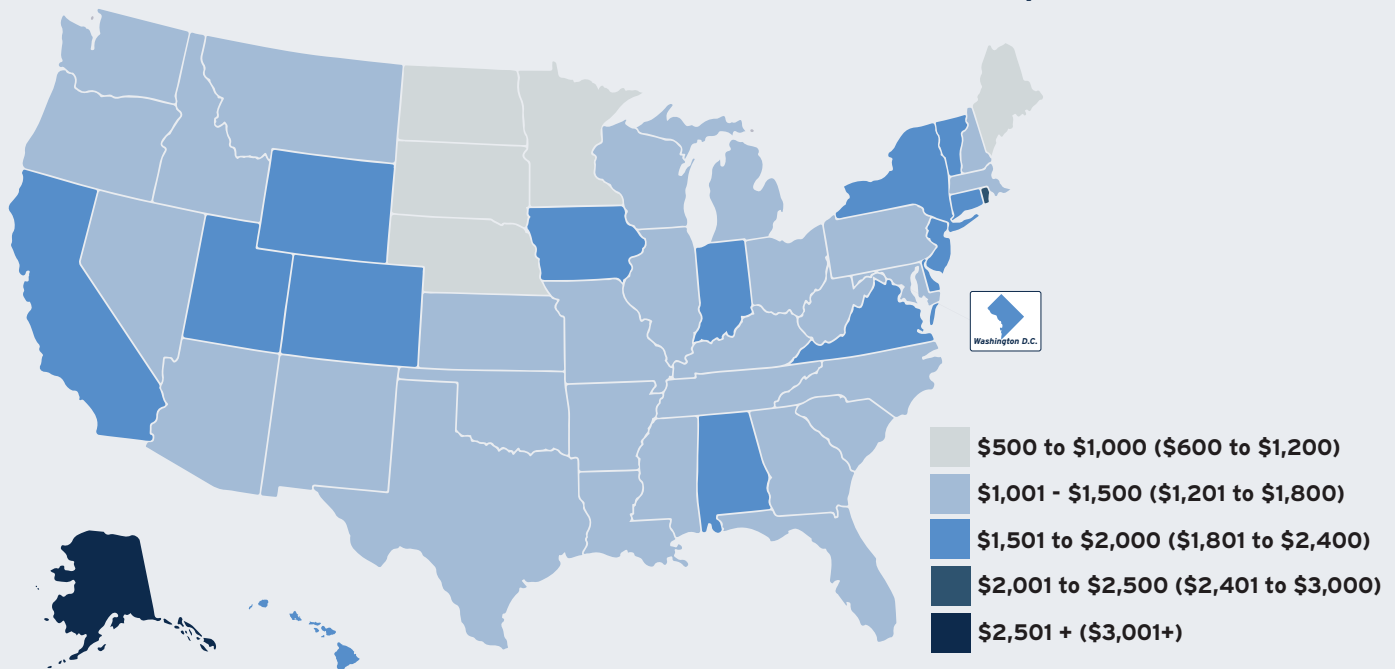 Washington D.C.
$500 to $1,000 ($600 to $1,200)
$1,001 - $1,500 ($1,201 to $1,800)
$1,501 to $2,000 ($1,801 to $2,400)
$2,001 to $2,500 ($2,401 to $3,000)
$2,501 + ($3,001+)